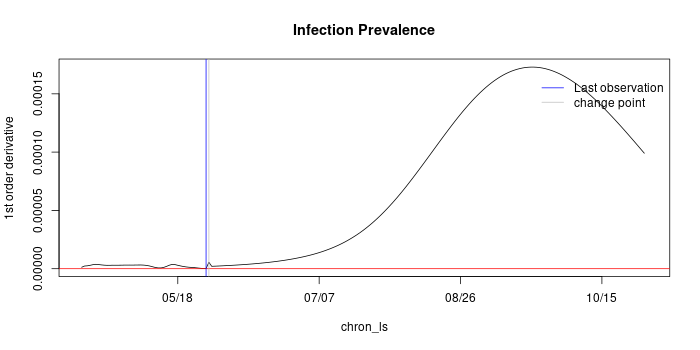 Infection Prevalence
1st order derivative
0.00015
0.00010
0.00005
0.00000
Last observation
change point
05/18 07/07 08/26 10/15
chron_ls